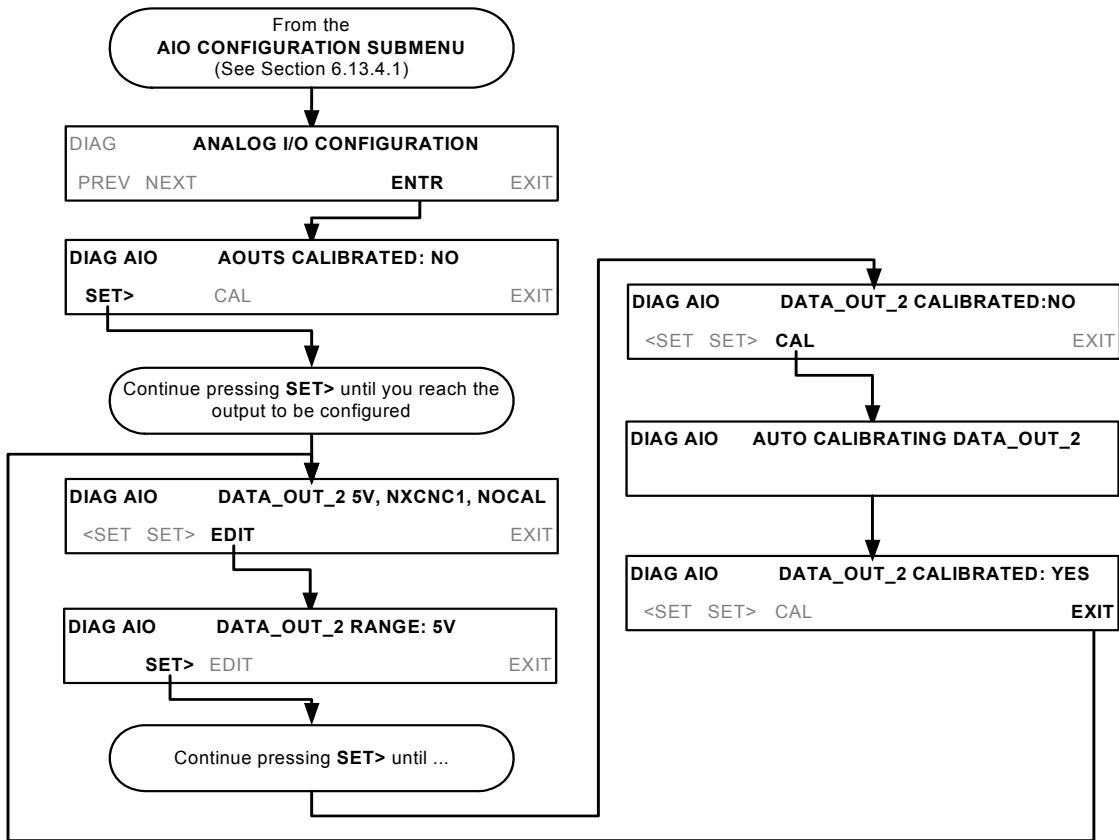 From the
AIO CONFIGURATION SUBMENU
(See Section 6.13.4.1)
DIAG ANALOG I/O CONFIGURATION
PREV NEXT ENTR EXIT
DIAG AIO AOUTS CALIBRATED: NO
SET> CAL EXIT
Continue pressing SET> until you reach the
output to be configured
DIAG AIO DATA_OUT_2 5V, NXCNC1, NOCAL
<SET SET> EDIT EXIT
DIAG AIO DATA_OUT_2 RANGE: 5V
SET> EDIT EXIT
Continue pressing SET> until ...
DIAG AIO DATA_OUT_2 CALIBRATED:NO
<SET SET> CAL EXIT
DIAG AIO AUTO CALIBRATING DATA_OUT_2
DIAG AIO DATA_OUT_2 CALIBRATED: YES
<SET SET> CAL EXIT